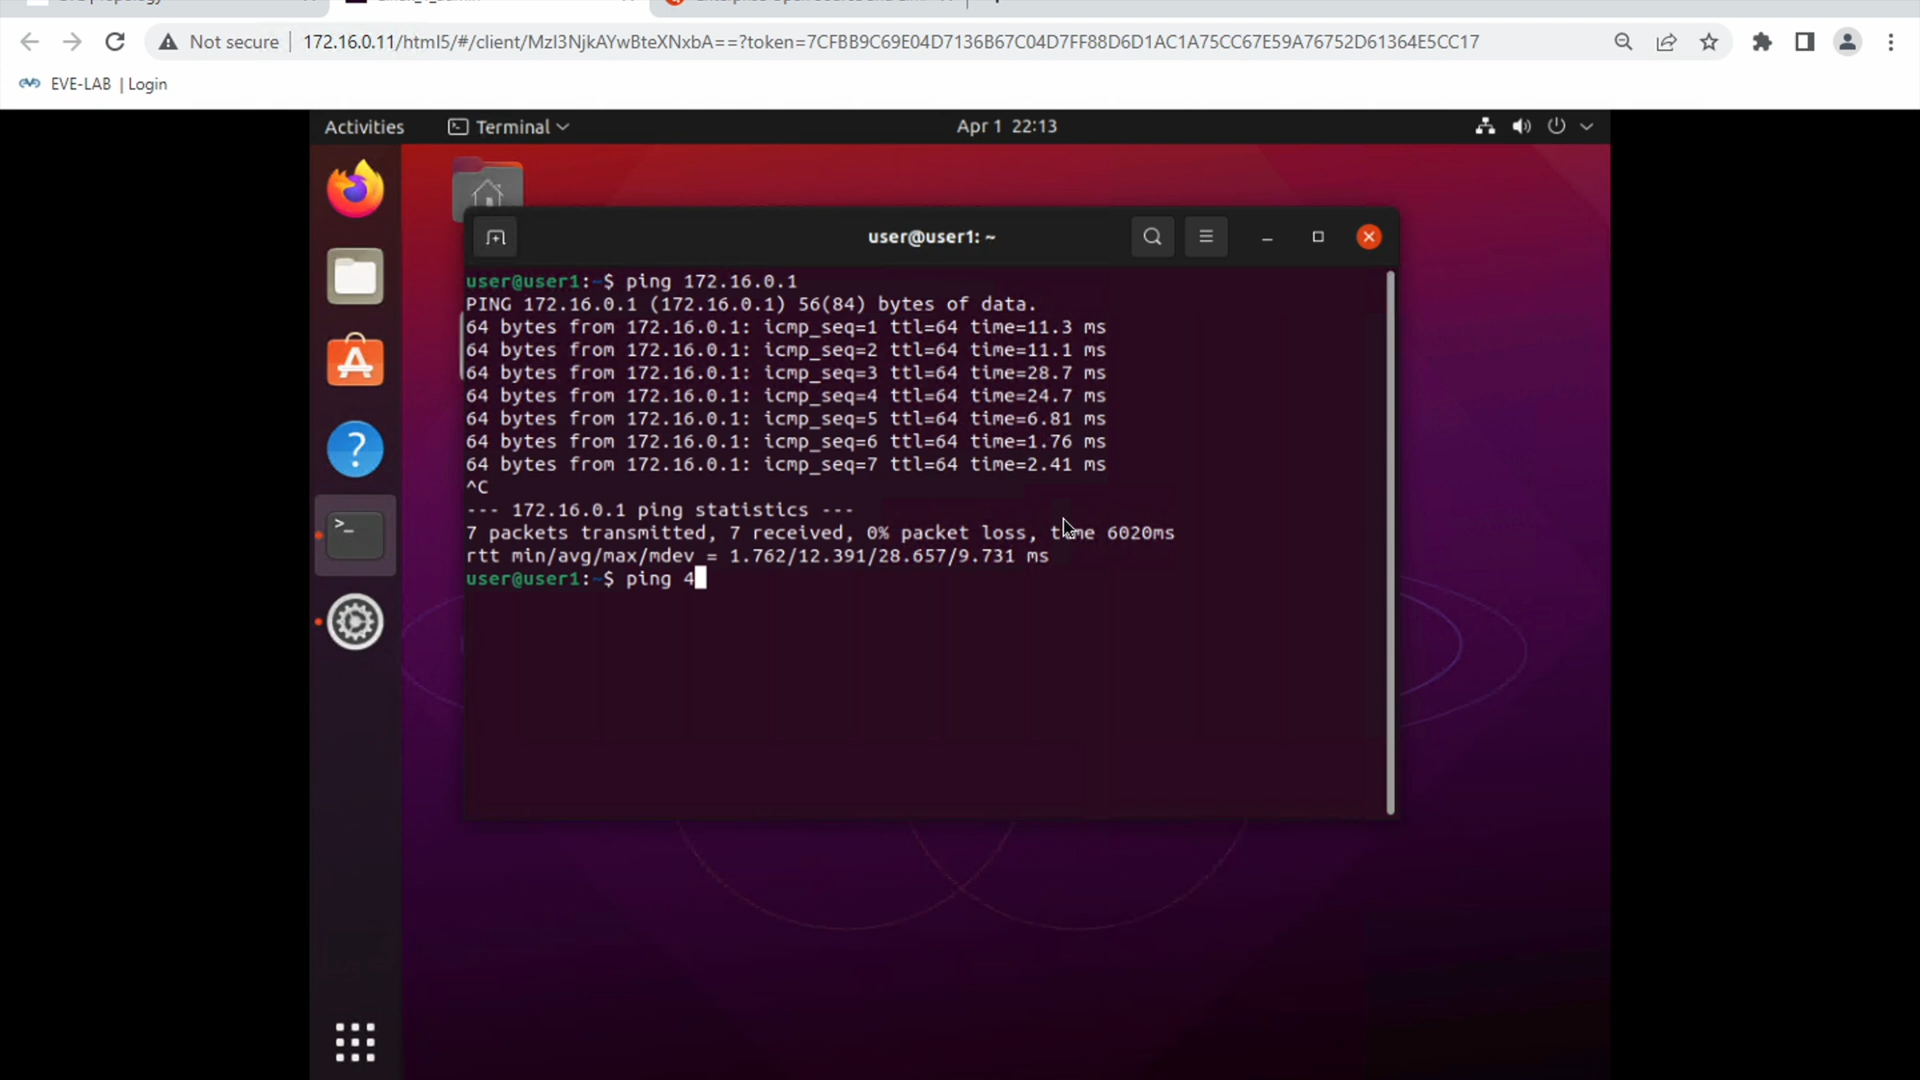 Not secure
172.16.0.11/html5/#/client/MzI3NjkAYwBteXNxbA==?token=7CFBB9C69E04D7136B67C04D7FF88D6D1AC1A75CC67E59A76752D61364E5CC17
EVE-LAB | Login
Activities
Terminal
Apr 1 22:13
user@user1: ~
user@user1:~$ ping 172.16.0.1
PING 172.16.0.1 (172.16.0.1) 56(84) bytes of data.
64 bytes from 172.16.0.1: icmp_seq=1 ttl=64 time=11.3 ms
64 bytes from 172.16.0.1: icmp_seq=2 ttl=64 time=11.1 ms
64 bytes from 172.16.0.1: icmp_seq=3 ttl=64 time=28.7 ms
64 bytes from 172.16.0.1: icmp_seq=4 ttl=64 time=24.7 ms
64 bytes from 172.16.0.1: icmp_seq=5 ttl=64 time=6.81 ms
64 bytes from 172.16.0.1: icmp_seq=6 ttl=64 time=1.76 ms
64 bytes from 172.16.0.1: icmp_seq=7 ttl=64 time=2.41 ms
^C
--- 172.16.0.1 ping statistics ---
7 packets transmitted, 7 received, 0% packet loss, time 6020ms
rtt min/avg/max/mdev = 1.762/12.391/28.657/9.731 ms
user@user1:~$ ping 4